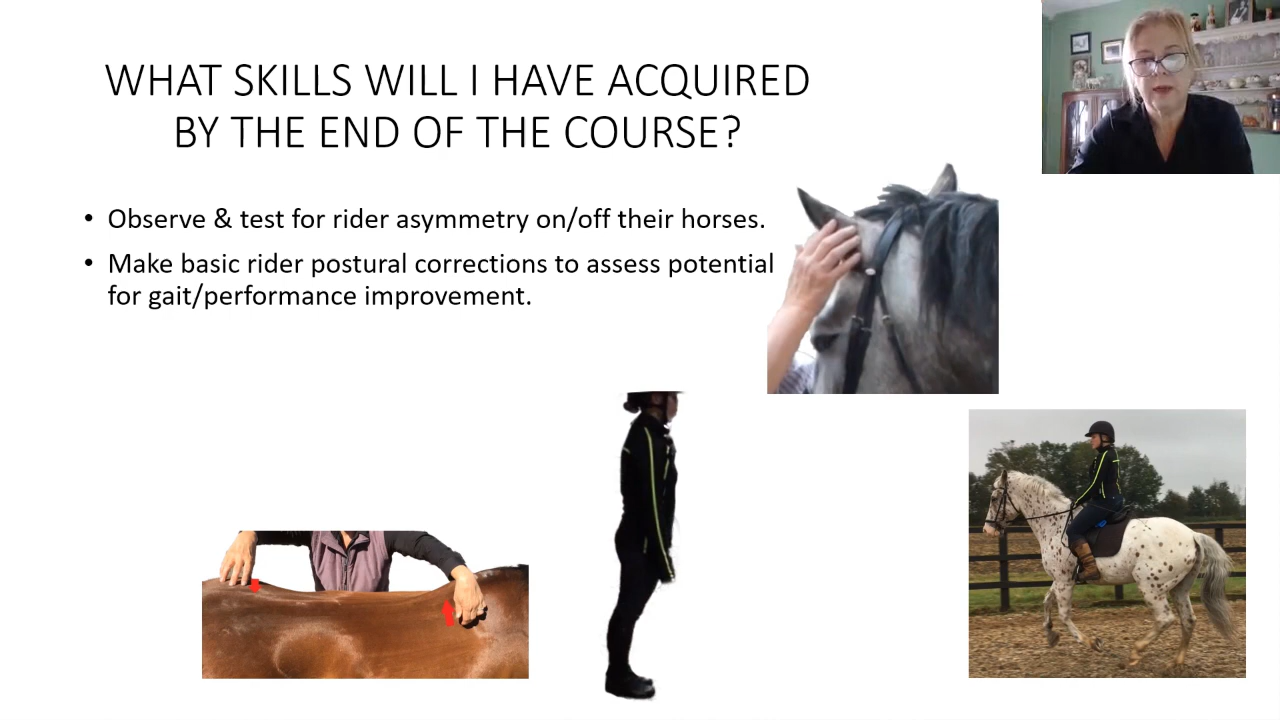 WHAT SKILLS WILL I HAVE ACQUIRED
BY THE END OF THE COURSE?
• Observe & test for rider asymmetry on/off their horses.
• Make basic rider postural corrections to assess potential
for gait/performance improvement.